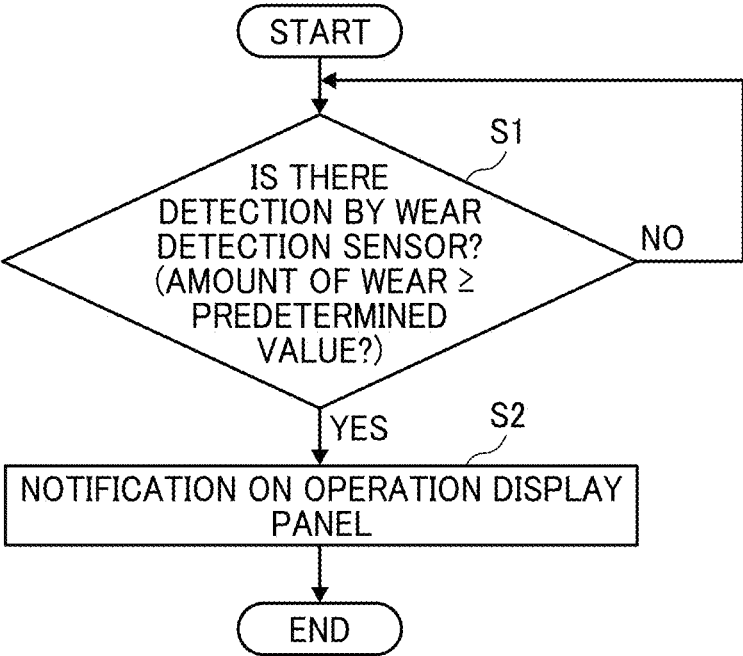 START
S1
IS THERE
DETECTION BY WEAR
DETECTION SENSOR?
(AMOUNT OF WEAR ≥
PREDETERMINED
VALUE?)
NO
YES
S2
NOTIFICATION ON OPERATION DISPLAY
PANEL
END